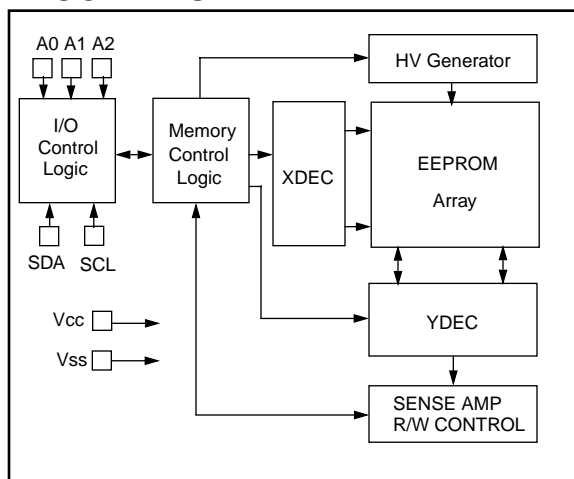 A0 A1 A2
HV Generator
I/O
Control
Logic
Memory
Control
Logic
XDEC
EEPROM
Array
SDA
SCL
Vcc
Vss
YDEC
SENSE AMP
R/W CONTROL